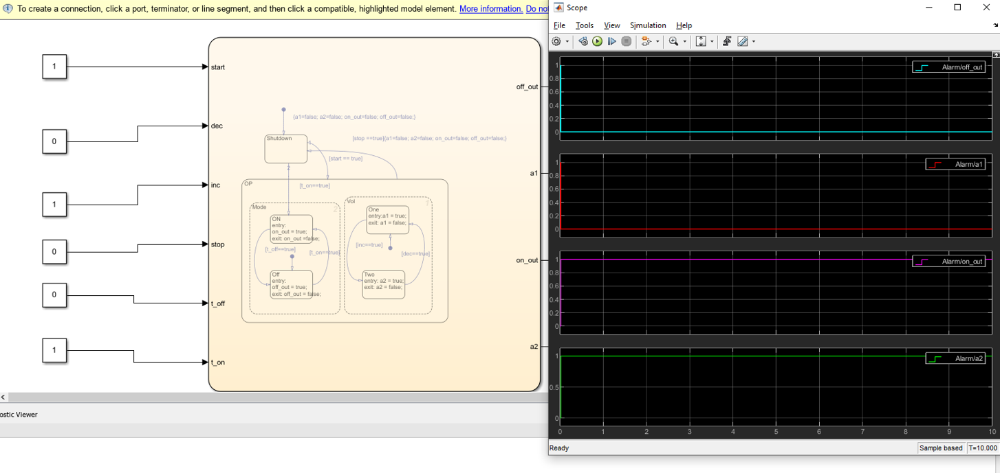 To create a connection, click a port, terminator, or line segment, and then click a compatible, highlighted model element. More information. Do no
1
0
1
0
0
1
start
dec
inc
stop
t_off
t_on
off_out
a1
on_out
a2
{a1=false; a2=false; on_out=false; off_out=false;}
Shutdown
1
2
[stop ==true]{a1=false; a2=false; on_out=false; off_out=false;}
[start == true]
OP
[t_on==true]
Mode
2
ON
entry:
on_out = true;
exit: on_out =false;
[t_off==true]
[t_on==true]
Off
entry:
off_out = true;
exit: off_out = false;
Vol
1
One
entry:a1 = true;
exit: a1 = false;
[inc==true]
[dec==true]
Two
entry: a2 = true;
exit: a2 = false;
ostic Viewer
Scope
File Tools View Simulation Help
Alarm/off_out
1
0.8
0.6
0.4
0.2
0
Alarm/a1
1
0.8
0.6
0.4
0.2
0
Alarm/on_out
1
0.8
0.6
0.4
0.2
0
Alarm/a2
1
0.5
0
0 1 2 3 4 5 6 7 8 9 10
Ready
Sample based T=10.000